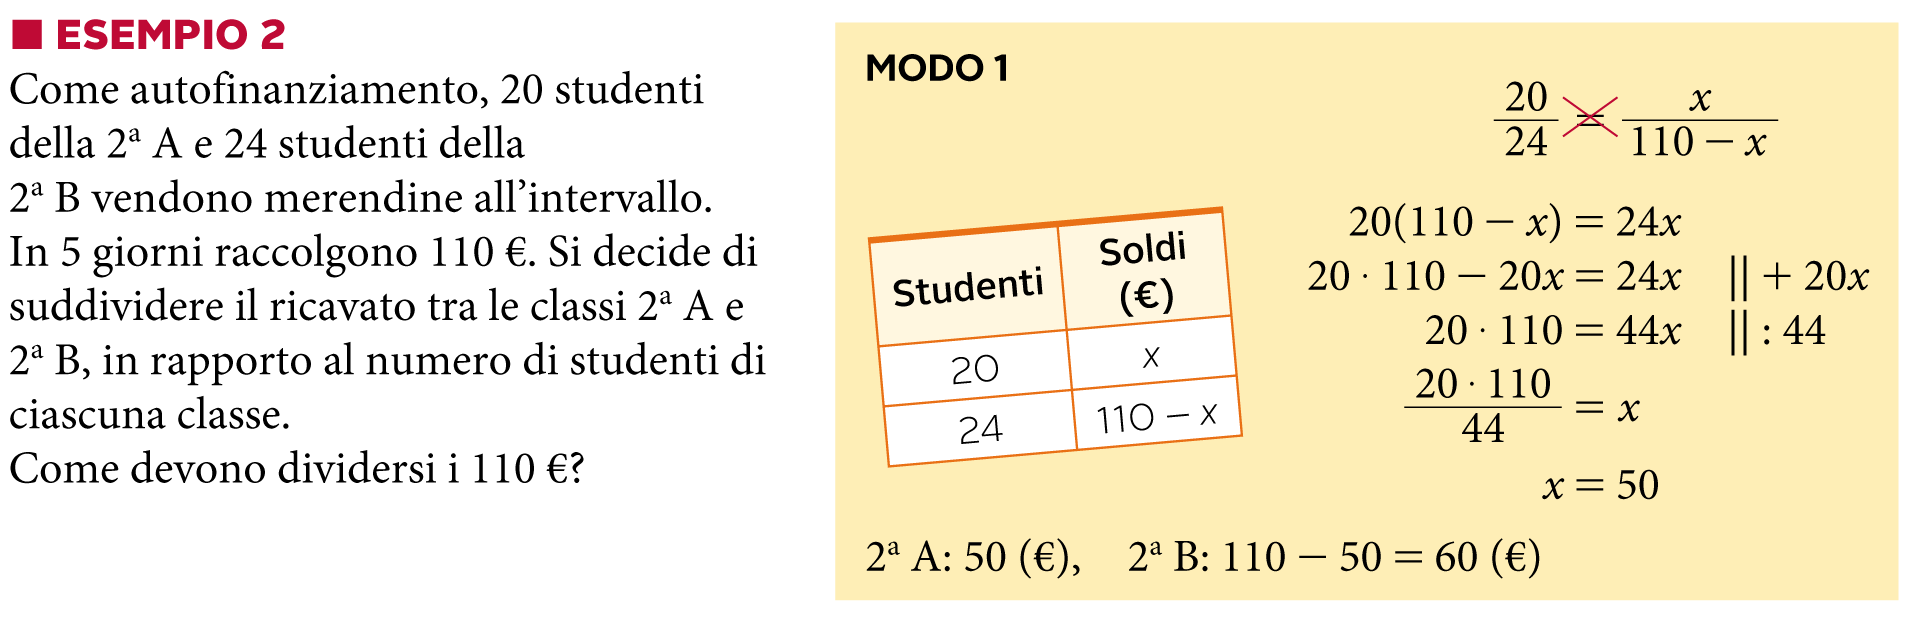 ■ ESEMPIO 2
Come autofinanziamento, 20 studenti
della 2ª A e 24 studenti della
2ª B vendono merendine all’intervallo.
In 5 giorni raccolgono 110 €. Si decide di
suddividere il ricavato tra le classi 2ª A e
2ª B, in rapporto al numero di studenti di
ciascuna classe.
Come devono dividersi i 110 €?
MODO 1
Studenti Soldi (€)
20 x
24 110 − x
20/24 = x/(110 − x)
20(110 − x) = 24x
20 · 110 − 20x = 24x || + 20x
20 · 110 = 44x || : 44
(20 · 110)/44 = x
x = 50
2ª A: 50 (€), 2ª B: 110 − 50 = 60 (€)